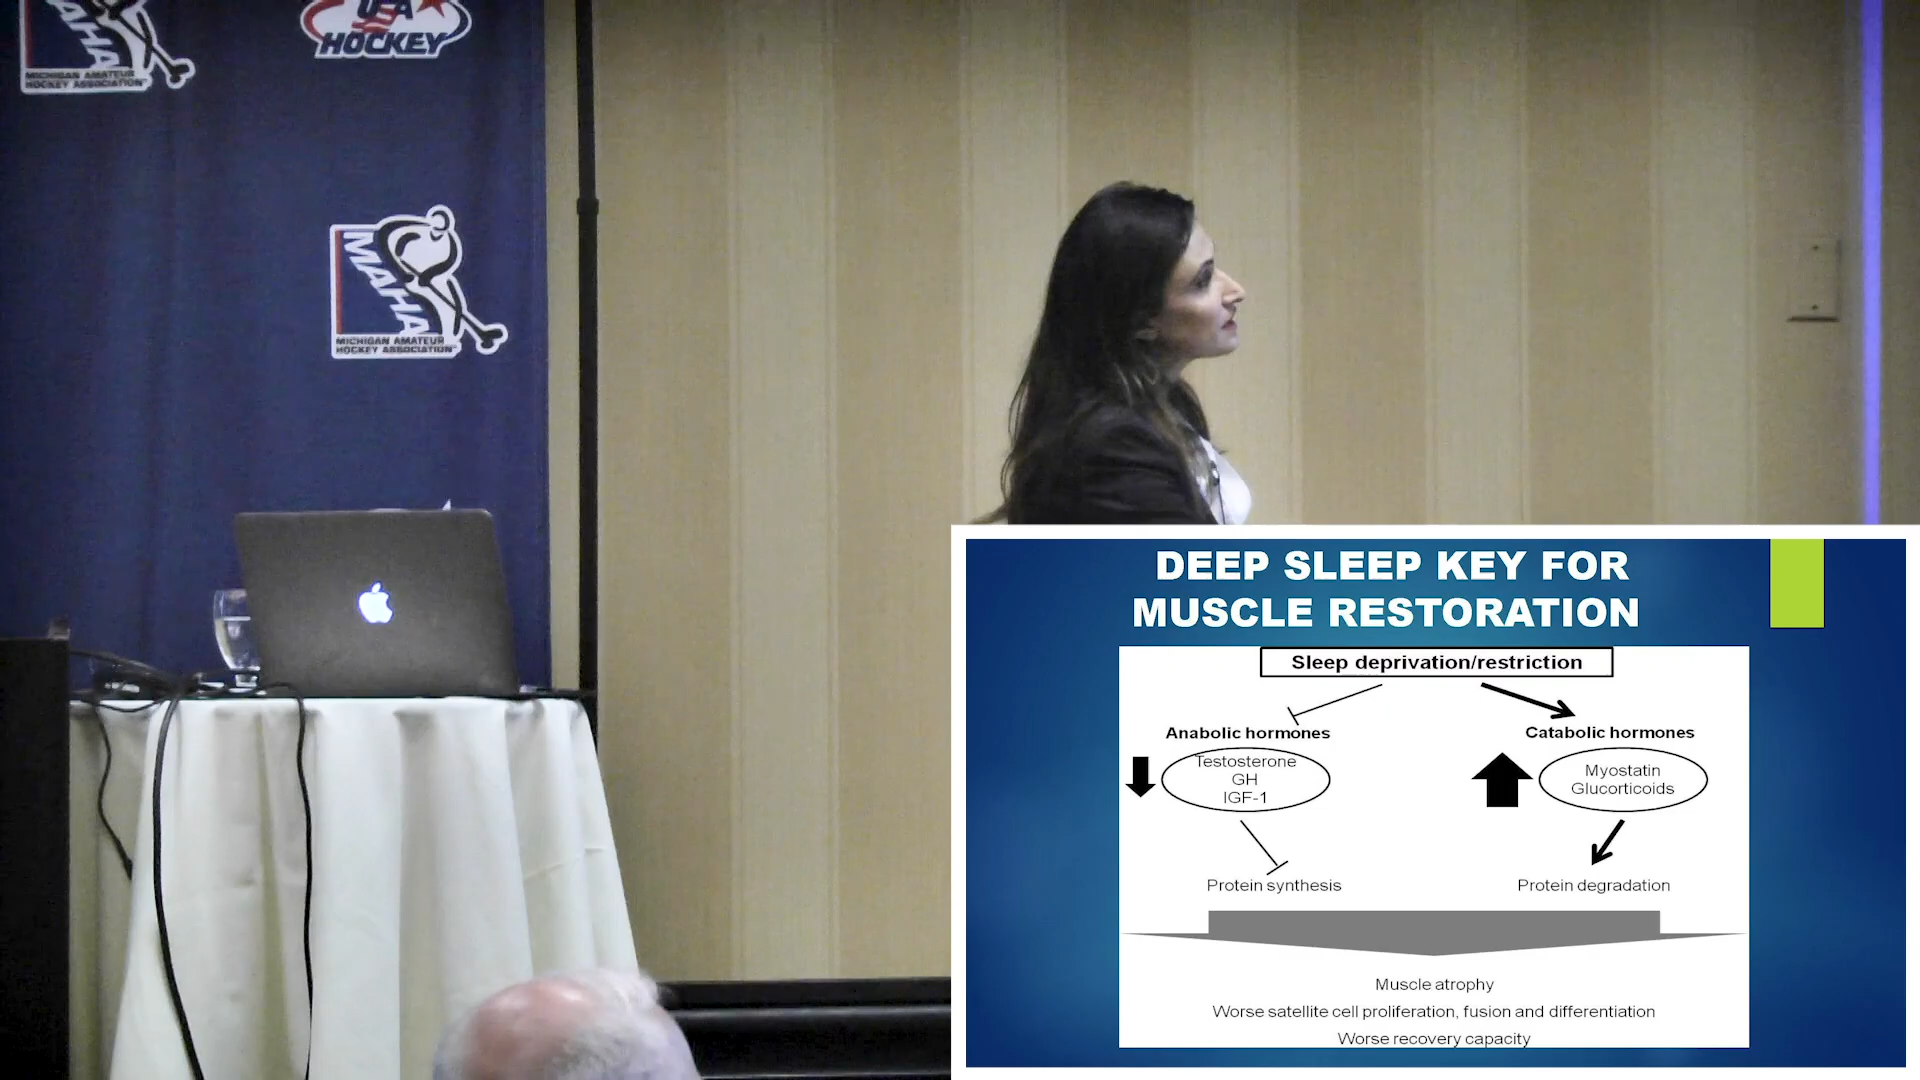 MAHA
MICHIGAN AMATEUR
HOCKEY ASSOCIATION
USA
HOCKEY
MAHA
MICHIGAN AMATEUR
HOCKEY ASSOCIATION
DEEP SLEEP KEY FOR
MUSCLE RESTORATION
Sleep deprivation/restriction
Anabolic hormones
Catabolic hormones
Testosterone
GH
IGF-1
Myostatin
Glucorticoids
Protein synthesis
Protein degradation
Muscle atrophy
Worse satellite cell proliferation, fusion and differentiation
Worse recovery capacity